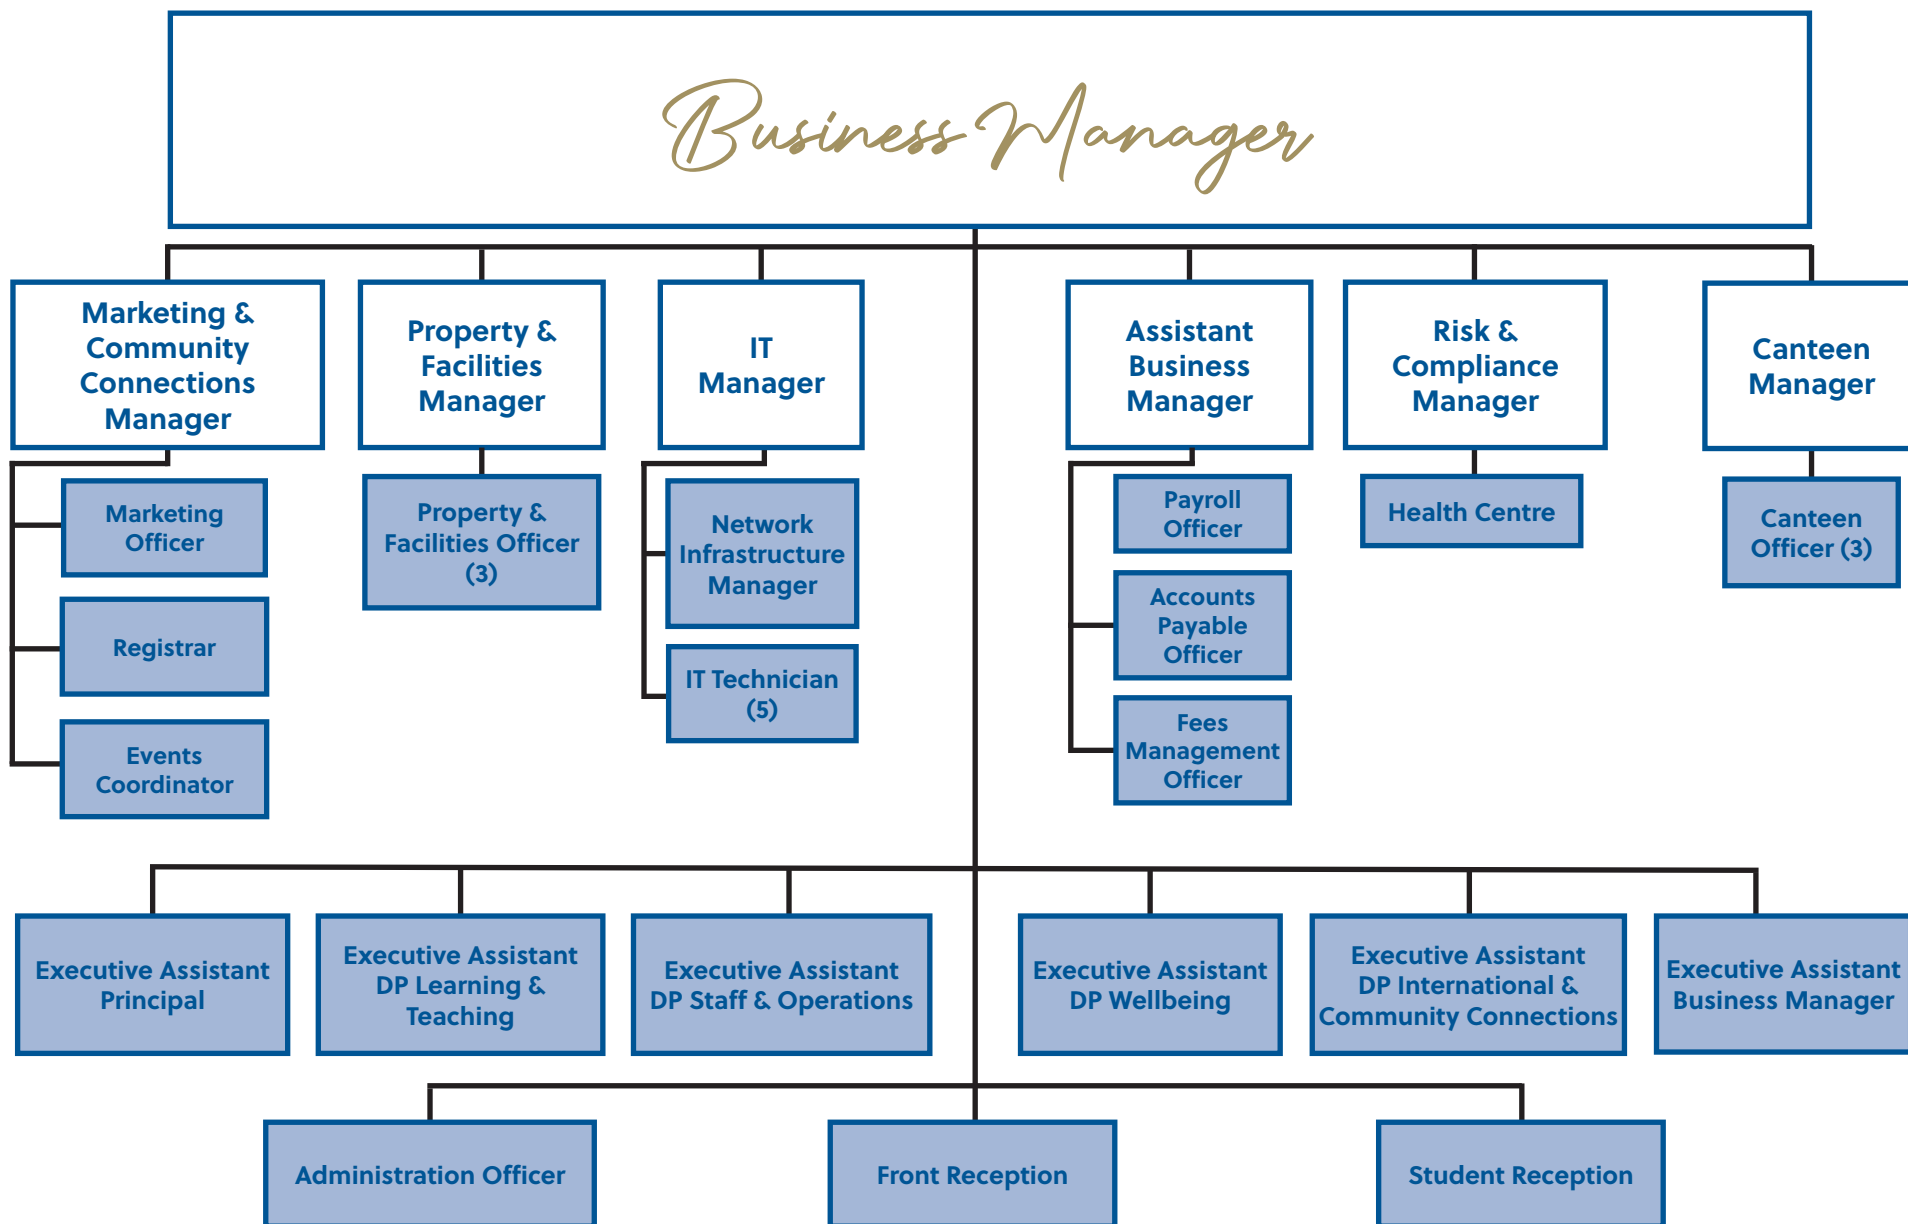 Business Manager
Marketing &
Community
Connections
Manager
Property &
Facilities
Manager
IT
Manager
Assistant
Business
Manager
Risk &
Compliance
Manager
Canteen
Manager
Marketing
Officer
Registrar
Events
Coordinator
Property &
Facilities Officer
(3)
Network
Infrastructure
Manager
IT Technician
(5)
Payroll
Officer
Accounts
Payable
Officer
Fees
Management
Officer
Health Centre
Canteen
Officer (3)
Executive Assistant
Principal
Executive Assistant
DP Learning &
Teaching
Executive Assistant
DP Staff & Operations
Executive Assistant
DP Wellbeing
Executive Assistant
DP International &
Community Connections
Executive Assistant
Business Manager
Administration Officer
Front Reception
Student Reception